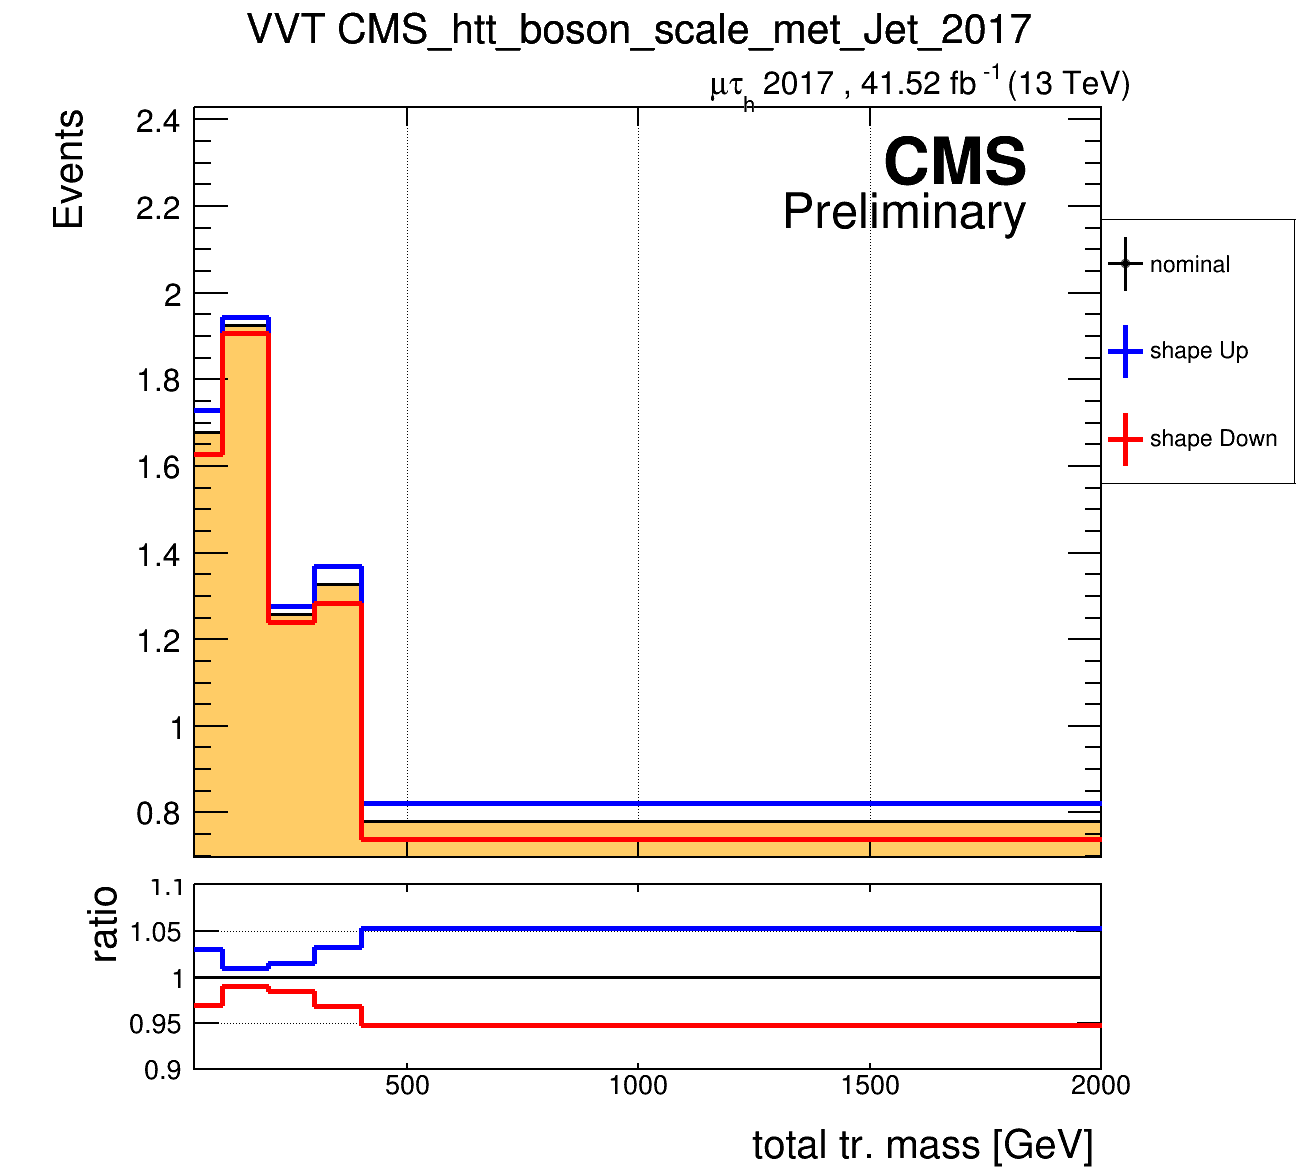 VVT CMS_htt_boson_scale_met_Jet_2017
μτh 2017 , 41.52 fb-1 (13 TeV)
Events
2.4
2.2
2
1.8
1.6
1.4
1.2
1
0.8
CMS
Preliminary
nominal
shape Up
shape Down
ratio
1.1
1.05
1
0.95
0.9
500
1000
1500
2000
total tr. mass [GeV]